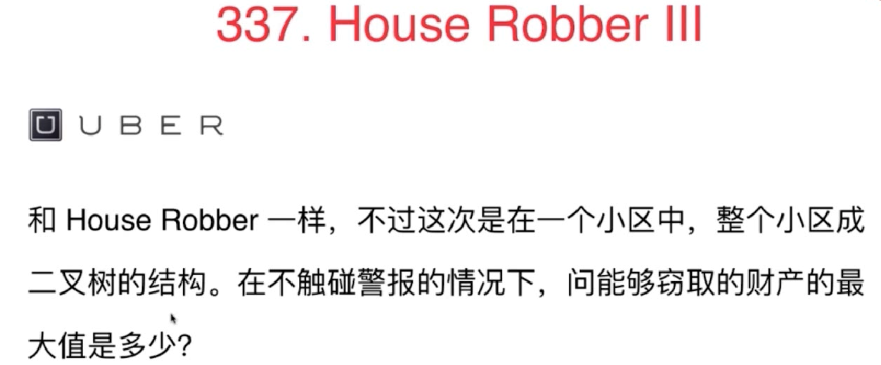 337. House Robber III
U UBER
和 House Robber 一样，不过这次是在一个小区中，整个小区成
二叉树的结构。在不触碰警报的情况下，问能够窃取的财产的最
大值是多少?